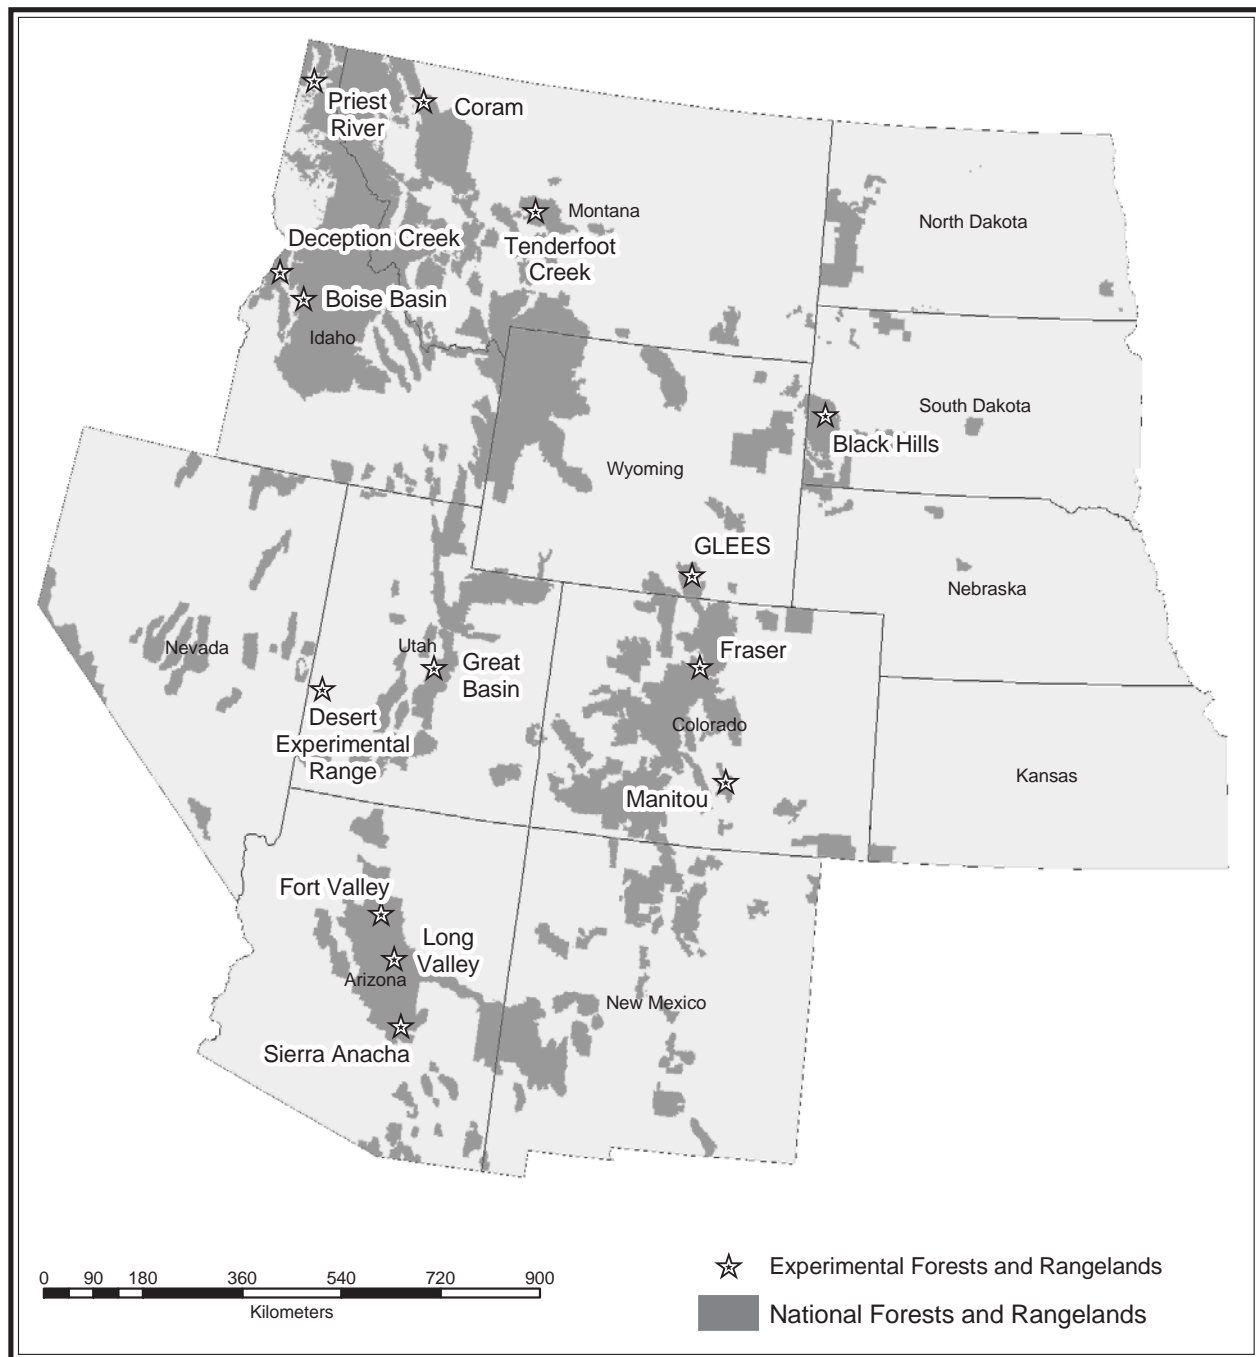 Priest
River
Coram
Montana
Tenderfoot
Creek
North Dakota
Deception Creek
Boise Basin
Idaho
South Dakota
Black Hills
Wyoming
GLEES
Nebraska
Nevada
Utah
Great
Basin
Fraser
Desert
Experimental
Range
Colorado
Manitou
Kansas
Fort Valley
Long
Valley
Arizona
New Mexico
Sierra Anacha
0 90 180 360 540 720 900
Kilometers
Experimental Forests and Rangelands
National Forests and Rangelands